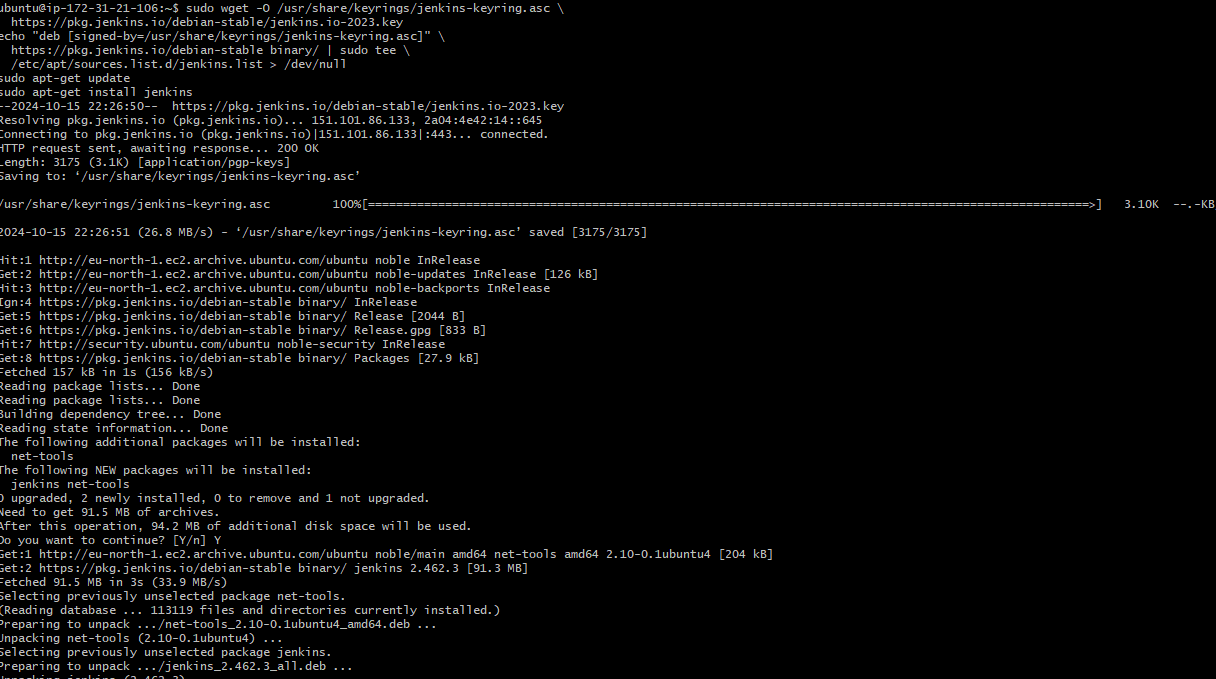 ubuntu@ip-172-31-21-106:~$ sudo wget -O /usr/share/keyrings/jenkins-keyring.asc \
  https://pkg.jenkins.io/debian-stable/jenkins.io-2023.key
echo "deb [signed-by=/usr/share/keyrings/jenkins-keyring.asc]" \
  https://pkg.jenkins.io/debian-stable binary/ | sudo tee \
  /etc/apt/sources.list.d/jenkins.list > /dev/null
sudo apt-get update
sudo apt-get install jenkins
--2024-10-15 22:26:50--  https://pkg.jenkins.io/debian-stable/jenkins.io-2023.key
Resolving pkg.jenkins.io (pkg.jenkins.io)... 151.101.86.133, 2a04:4e42:14::645
Connecting to pkg.jenkins.io (pkg.jenkins.io)|151.101.86.133|:443... connected.
HTTP request sent, awaiting response... 200 OK
Length: 3175 (3.1K) [application/pgp-keys]
Saving to: ‘/usr/share/keyrings/jenkins-keyring.asc’
/usr/share/keyrings/jenkins-keyring.asc         100%[=======================================================================================================>]   3.10K  --.-KB
2024-10-15 22:26:51 (26.8 MB/s) - ‘/usr/share/keyrings/jenkins-keyring.asc’ saved [3175/3175]
Hit:1 http://eu-north-1.ec2.archive.ubuntu.com/ubuntu noble InRelease
Get:2 http://eu-north-1.ec2.archive.ubuntu.com/ubuntu noble-updates InRelease [126 kB]
Hit:3 http://eu-north-1.ec2.archive.ubuntu.com/ubuntu noble-backports InRelease
Ign:4 https://pkg.jenkins.io/debian-stable binary/ InRelease
Get:5 https://pkg.jenkins.io/debian-stable binary/ Release [2044 B]
Get:6 https://pkg.jenkins.io/debian-stable binary/ Release.gpg [833 B]
Hit:7 http://security.ubuntu.com/ubuntu noble-security InRelease
Get:8 https://pkg.jenkins.io/debian-stable binary/ Packages [27.9 kB]
Fetched 157 kB in 1s (156 kB/s)
Reading package lists... Done
Reading package lists... Done
Building dependency tree... Done
Reading state information... Done
The following additional packages will be installed:
  net-tools
The following NEW packages will be installed:
  jenkins net-tools
0 upgraded, 2 newly installed, 0 to remove and 1 not upgraded.
Need to get 91.5 MB of archives.
After this operation, 94.2 MB of additional disk space will be used.
Do you want to continue? [Y/n] Y
Get:1 http://eu-north-1.ec2.archive.ubuntu.com/ubuntu noble/main amd64 net-tools amd64 2.10-0.1ubuntu4 [204 kB]
Get:2 https://pkg.jenkins.io/debian-stable binary/ jenkins 2.462.3 [91.3 MB]
Fetched 91.5 MB in 3s (33.9 MB/s)
Selecting previously unselected package net-tools.
(Reading database ... 113119 files and directories currently installed.)
Preparing to unpack .../net-tools_2.10-0.1ubuntu4_amd64.deb ...
Unpacking net-tools (2.10-0.1ubuntu4) ...
Selecting previously unselected package jenkins.
Preparing to unpack .../jenkins_2.462.3_all.deb ...
Unpacking jenkins (2.462.3)